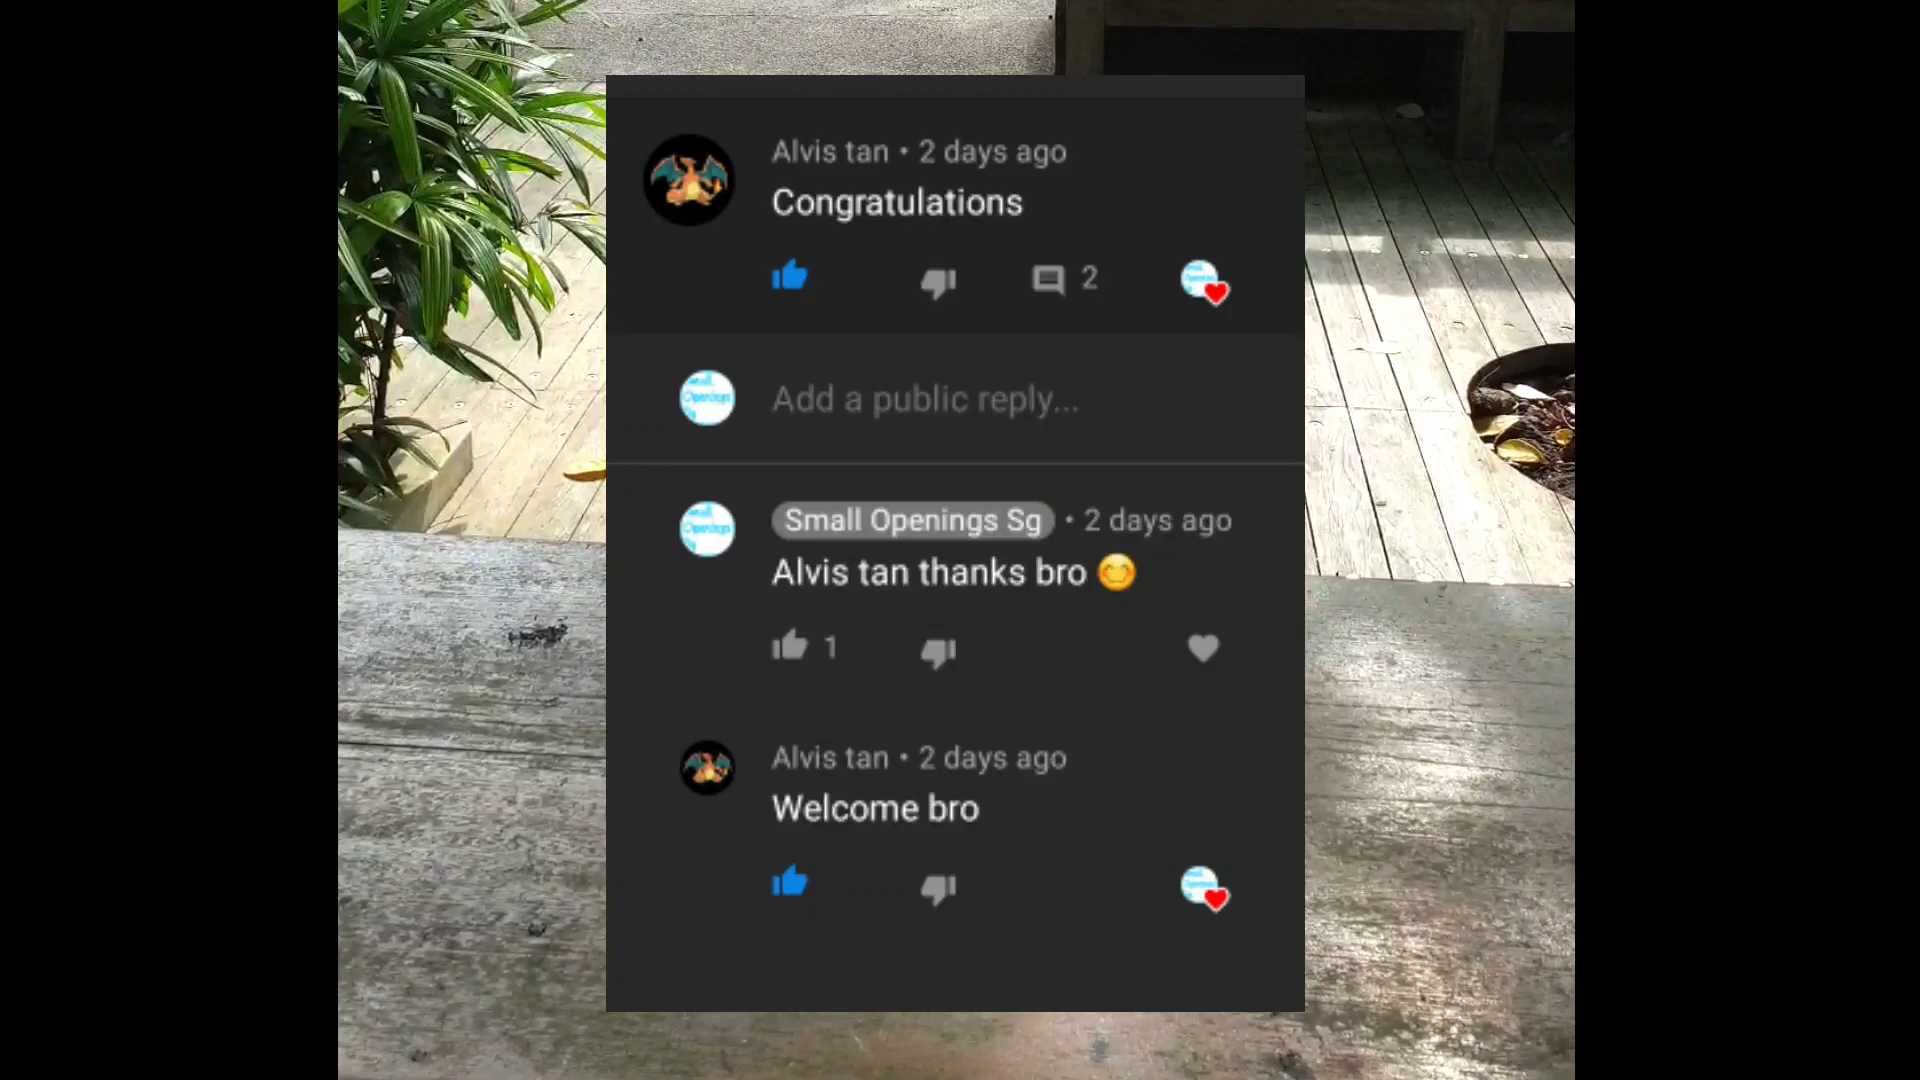 Alvis tan • 2 days ago
Congratulations
2
Add a public reply...
Small Openings Sg • 2 days ago
Alvis tan thanks bro 😊
1
Alvis tan • 2 days ago
Welcome bro